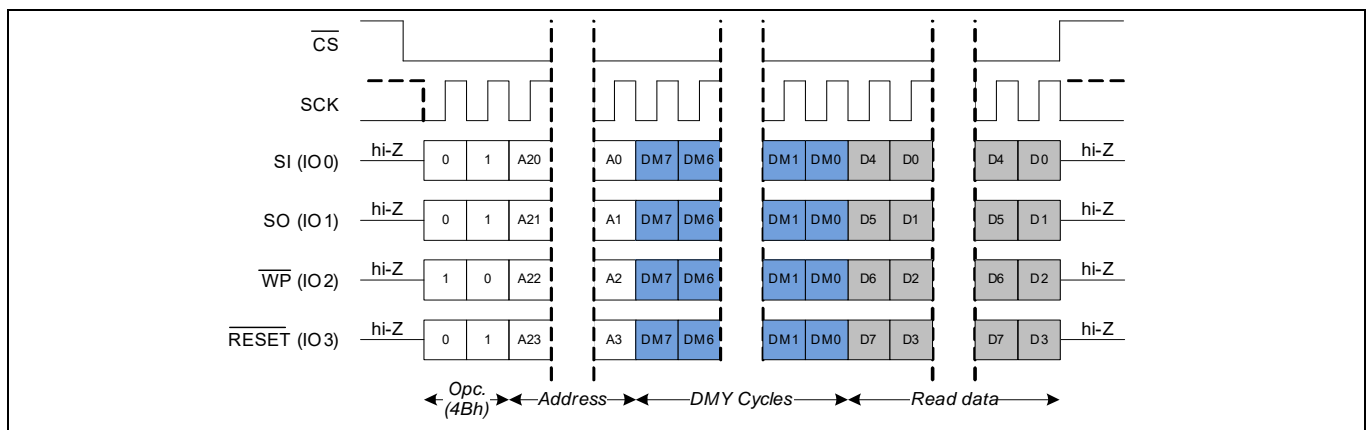 CS
SCK
SI (IO0) hi-Z 0 1 A20 A0 DM7 DM6 DM1 DM0 D4 D0 D4 D0 hi-Z
SO (IO1) hi-Z 0 1 A21 A1 DM7 DM6 DM1 DM0 D5 D1 D5 D1 hi-Z
WP (IO2) hi-Z 1 0 A22 A2 DM7 DM6 DM1 DM0 D6 D2 D6 D2 hi-Z
RESET (IO3) hi-Z 0 1 A23 A3 DM7 DM6 DM1 DM0 D7 D3 D7 D3 hi-Z
Opc. Address DMY Cycles Read data
(4Bh)